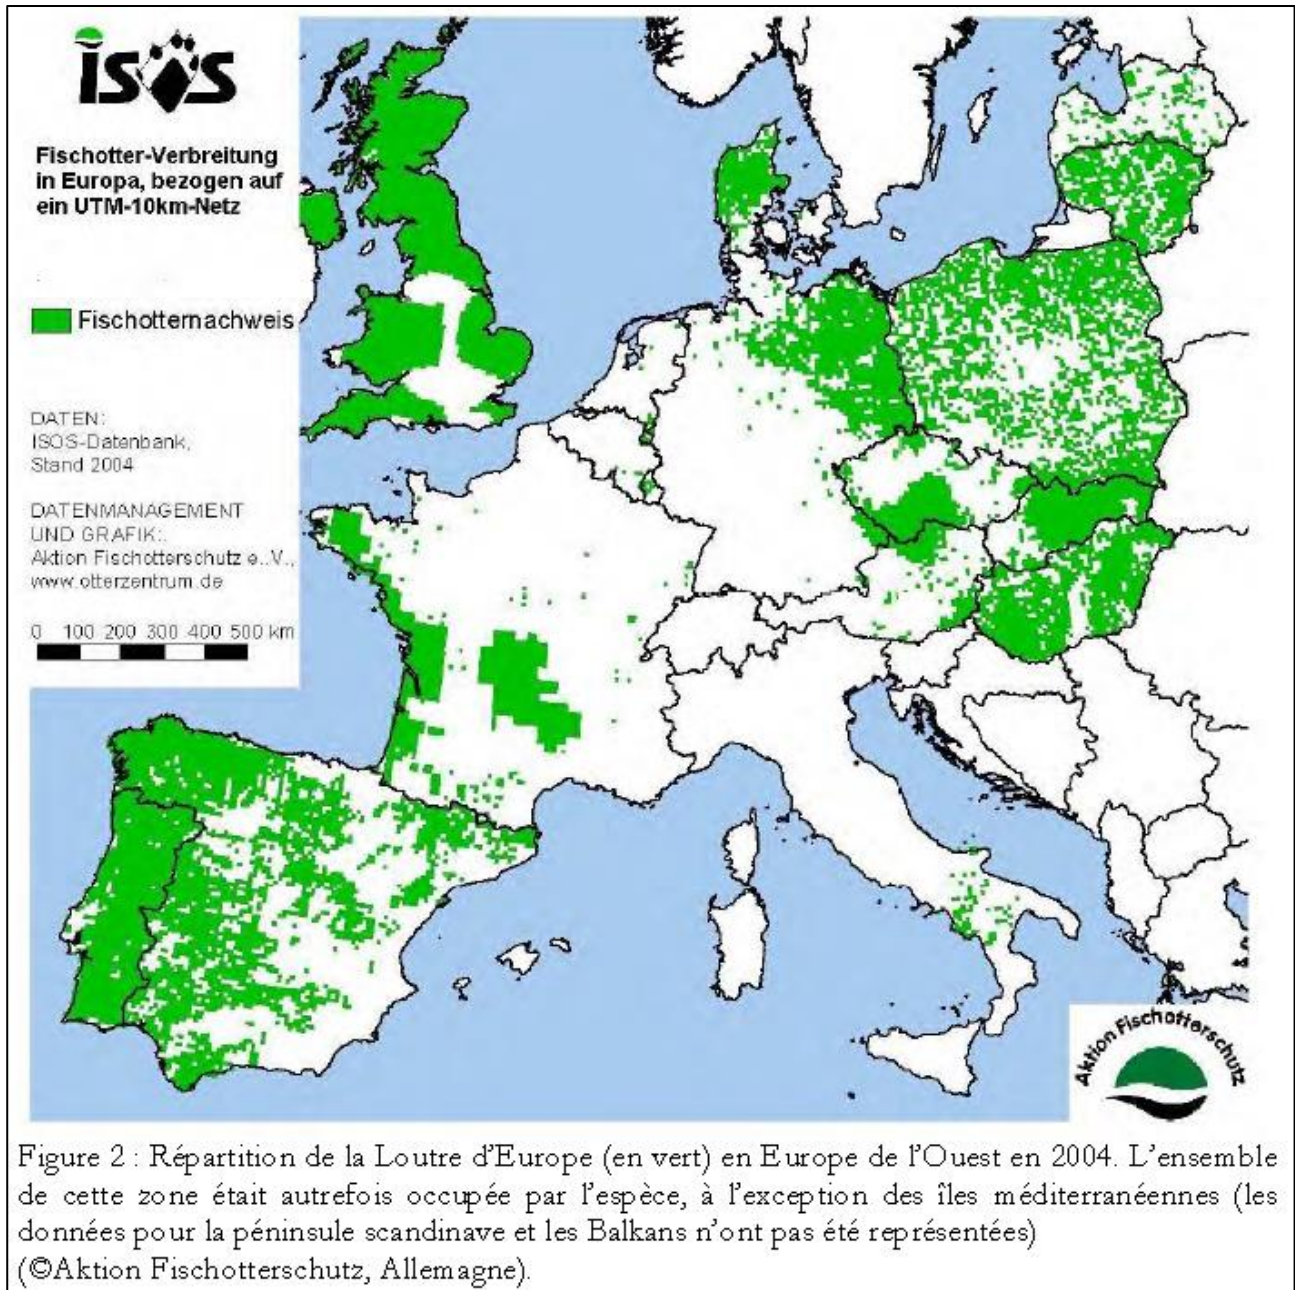 iSOS
Fischotter-Verbreitung
in Europa, bezogen auf
ein UTM-10km-Netz
Fischotternachweis
DATEN:
ISOS-Datenbank,
Stand 2004
DATENMANAGEMENT
UND GRAFIK:
Aktion Fischotterschutz e..V.,
www.otterzentrum.de
0 100 200 300 400 500 km
Aktion Fischotterschutz
Figure 2 : Répartition de la Loutre d’Europe (en vert) en Europe de l’Ouest en 2004. L’ensemble
de cette zone était autrefois occupée par l’espèce, à l’exception des îles méditerranéennes (les
données pour la péninsule scandinave et les Balkans n’ont pas été représentées)
(©Aktion Fischotterschutz, Allemagne).